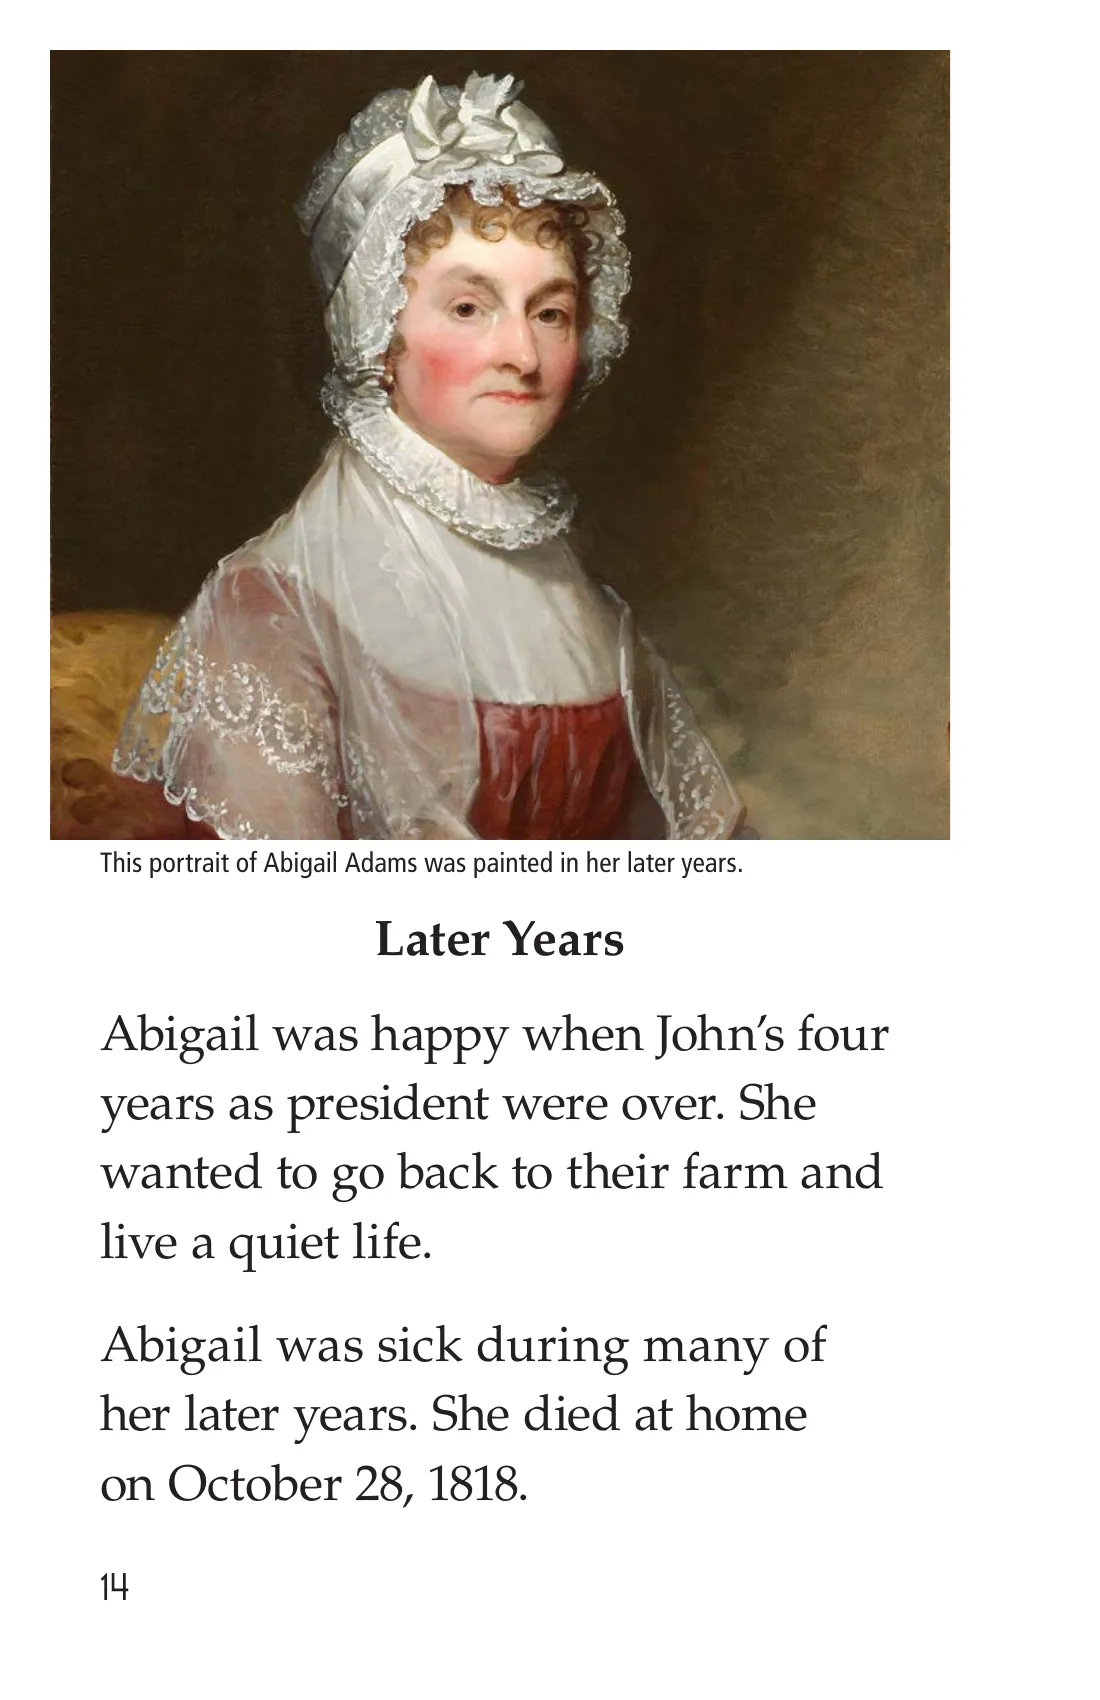 This portrait of Abigail Adams was painted in her later years.
Later Years
Abigail was happy when John’s four
years as president were over. She
wanted to go back to their farm and
live a quiet life.
Abigail was sick during many of
her later years. She died at home
on October 28, 1818.
14